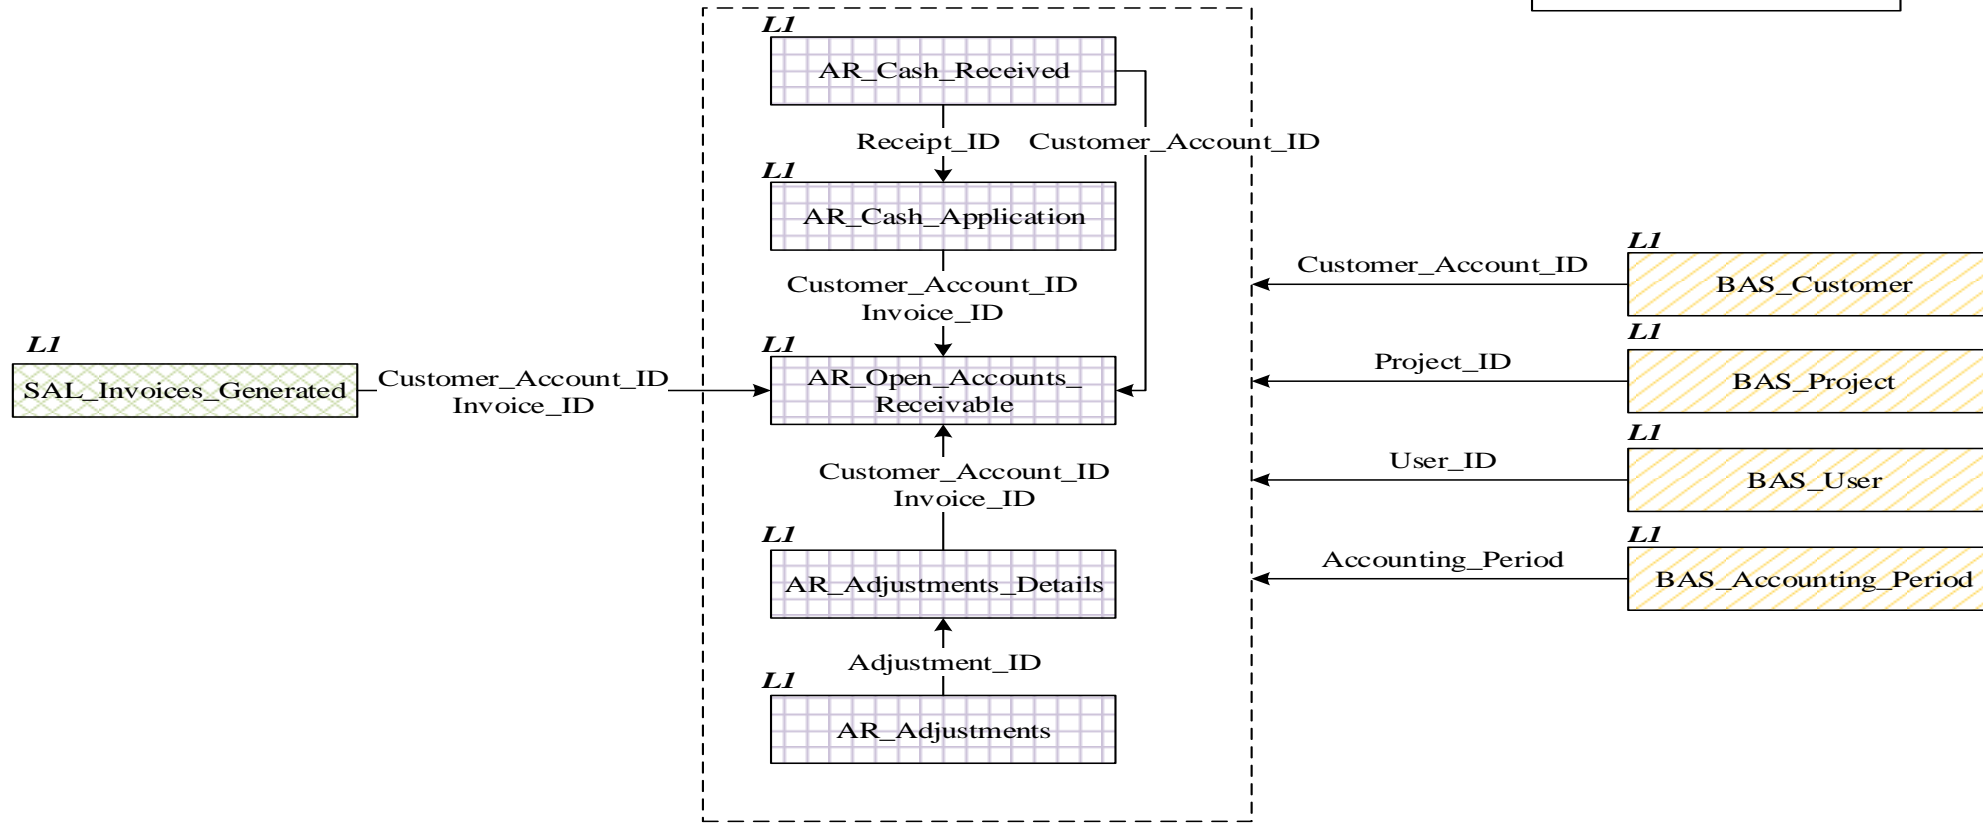 L1
AR_Cash_Received
Receipt_ID
Customer_Account_ID
L1
AR_Cash_Application
Customer_Account_ID
Invoice_ID
L1
AR_Open_Accounts_
Receivable
L1
SAL_Invoices_Generated
Customer_Account_ID
Invoice_ID
Customer_Account_ID
Invoice_ID
L1
AR_Adjustments_Details
Adjustment_ID
L1
AR_Adjustments
Customer_Account_ID
L1
BAS_Customer
Project_ID
L1
BAS_Project
User_ID
L1
BAS_User
Accounting_Period
L1
BAS_Accounting_Period